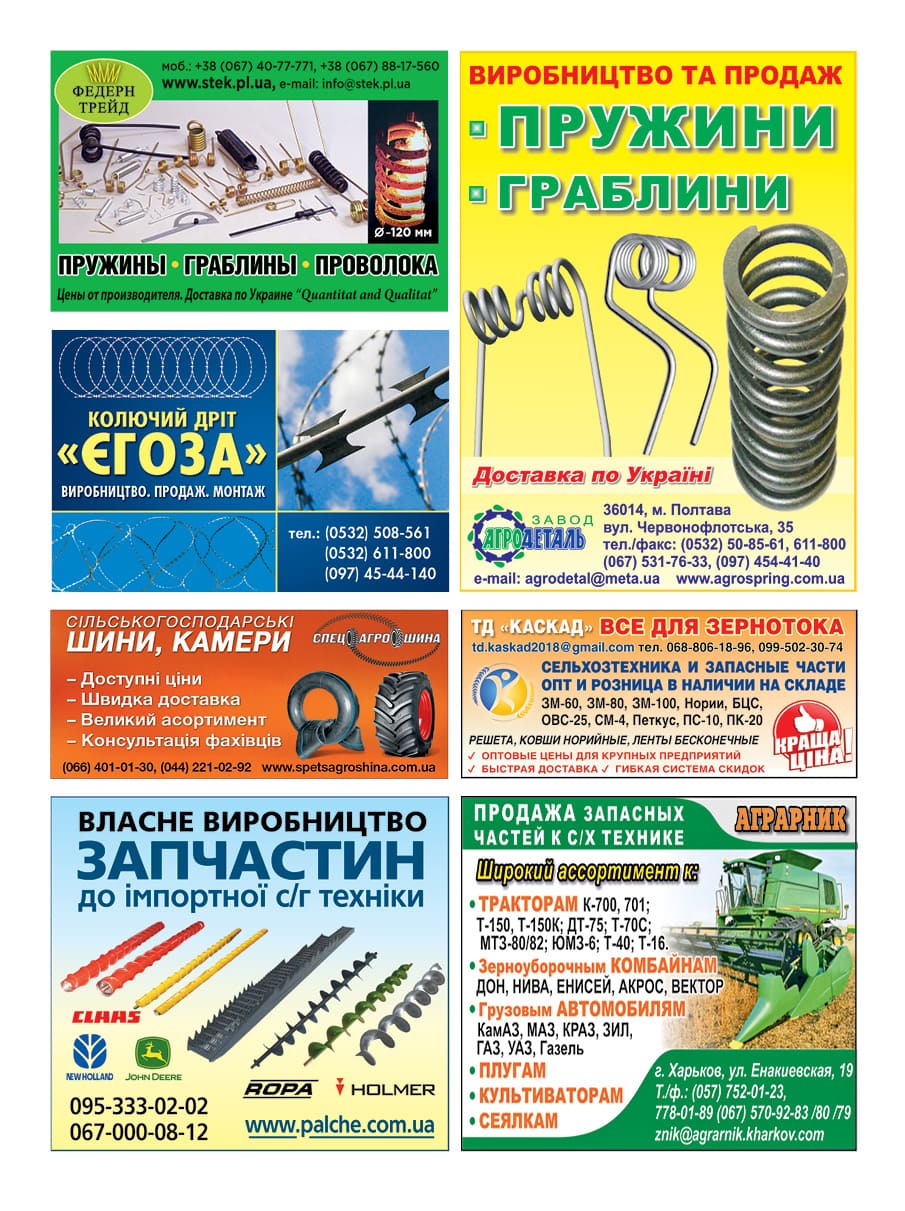 ФЕДЕРН
ТРЕЙД
моб.: +38 (067) 40-77-771, +38 (067) 88-17-560
www.stek.pl.ua, e-mail: info@stek.pl.ua
Ø -120 мм
ПРУЖИНЫ • ГРАБЛИНЫ • ПРОВОЛОКА
Цены от производителя. Доставка по Украине "Quantitat and Qualitat"
ВИРОБНИЦТВО ТА ПРОДАЖ
ПРУЖИНИ
ГРАБЛИНИ
Доставка по Україні
ЗАВОД
АГРОДЕТАЛЬ
36014, м. Полтава
вул. Червонофлотська, 35
тел./факс: (0532) 50-85-61, 611-800
(067) 531-76-33, (097) 454-41-40
e-mail: agrodetal@meta.ua www.agrospring.com.ua
КОЛЮЧИЙ ДРІТ
«ЄГОЗА»
ВИРОБНИЦТВО. ПРОДАЖ. МОНТАЖ
тел.: (0532) 508-561
(0532) 611-800
(097) 45-44-140
СІЛЬСЬКОГОСПОДАРСЬКІ
ШИНИ, КАМЕРИ
СПЕЦ АГРО ШИНА
– Доступні ціни
– Швидка доставка
– Великий асортимент
– Консультація фахівців
(066) 401-01-30, (044) 221-02-92 www.spetsagroshina.com.ua
ТД «КАСКАД» ВСЕ ДЛЯ ЗЕРНОТОКА
td.kaskad2018@gmail.com тел. 068-806-18-96, 099-502-30-74
СЕЛЬХОЗТЕХНИКА И ЗАПАСНЫЕ ЧАСТИ
ОПТ И РОЗНИЦА В НАЛИЧИИ НА СКЛАДЕ
ЗМ-60, ЗМ-80, ЗМ-100, Нории, БЦС,
ОВС-25, СМ-4, Петкус, ПС-10, ПК-20
РЕШЕТА, КОВШИ НОРИЙНЫЕ, ЛЕНТЫ БЕСКОНЕЧНЫЕ
✓ ОПТОВЫЕ ЦЕНЫ ДЛЯ КРУПНЫХ ПРЕДПРИЯТИЙ
✓ БЫСТРАЯ ДОСТАВКА ✓ ГИБКАЯ СИСТЕМА СКИДОК
КРАЩА
ЦІНА!
ВЛАСНЕ ВИРОБНИЦТВО
ЗАПЧАСТИН
до імпортної с/г техніки
CLAAS
NEW HOLLAND
JOHN DEERE
ROPA
HOLMER
095-333-02-02
067-000-08-12
www.palche.com.ua
ПРОДАЖА ЗАПАСНЫХ
ЧАСТЕЙ К С/Х ТЕХНИКЕ
АГРАРНИК
Широкий ассортимент к:
• ТРАКТОРАМ К-700, 701;
Т-150, Т-150К; ДТ-75; Т-70С;
МТЗ-80/82; ЮМЗ-6; Т-40; Т-16.
• Зерноуборочным КОМБАЙНАМ
ДОН, НИВА, ЕНИСЕЙ, АКРОС, ВЕКТОР
• Грузовым АВТОМОБИЛЯМ
КамАЗ, МАЗ, КРАЗ, ЗИЛ,
ГАЗ, УАЗ, Газель
• ПЛУГАМ
• КУЛЬТИВАТОРАМ
• СЕЯЛКАМ
г. Харьков, ул. Енакиевская, 19
Т./ф.: (057) 752-01-23,
778-01-89 (067) 570-92-83 /80 /79
znik@agrarnik.kharkov.com